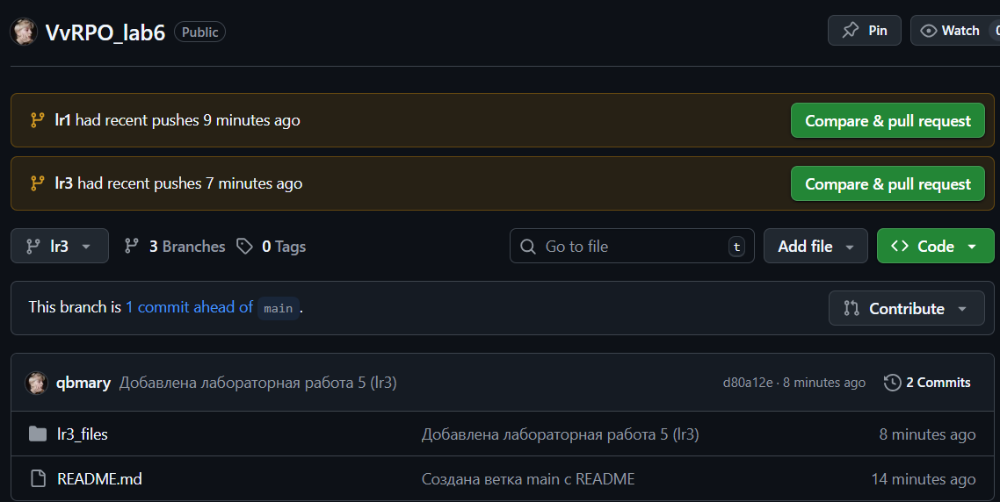 VvRPO_lab6 Public Pin Watch 0
lr1 had recent pushes 9 minutes ago Compare & pull request
lr3 had recent pushes 7 minutes ago Compare & pull request
lr3 3 Branches 0 Tags Go to file t Add file Code
This branch is 1 commit ahead of main . Contribute
qbmary Добавлена лабораторная работа 5 (lr3) d80a12e · 8 minutes ago 2 Commits
lr3_files Добавлена лабораторная работа 5 (lr3) 8 minutes ago
README.md Создана ветка main с README 14 minutes ago